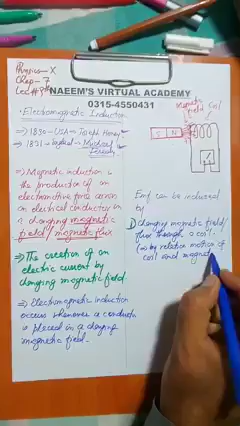 Physics-X
Chap-7
Lec#8th
NAEEM'S VIRTUAL ACADEMY
0315-4550431
Electromagnetic Induction
magnetic field
Coil
S N
⇒ 1830 - USA - Joseph Henry
⇒ 1831 - England - Michael Faraday
⇒ Magnetic induction is
the production of an
electromotive force across
an electrical conductor in
a changing magnetic
field/magnetic flux
⇒ The creation of an
electric current by
changing magnetic field
⇒ Electromagnetic induction
occurs whenever a conductor
is placed in a changing
magnetic field.
Emf can be induced
1) changing magnetic field/
flux through a coil
(⇒ by relative motion of
coil and magnet